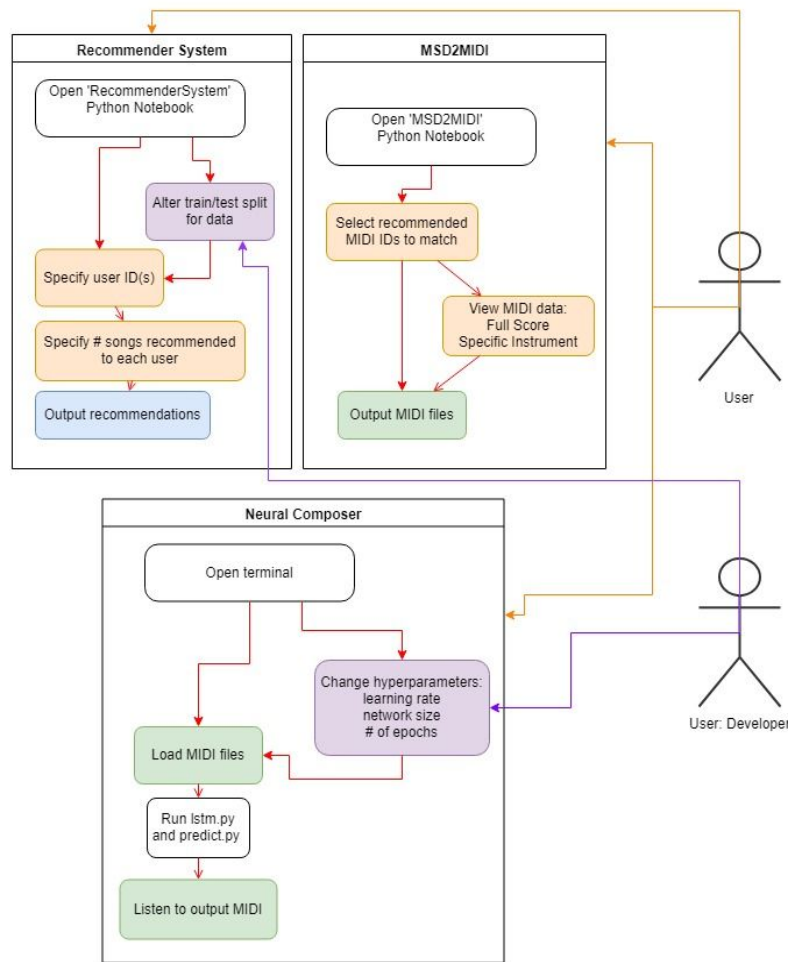 Recommender System
Open 'RecommenderSystem'
Python Notebook
Alter train/test split
for data
Specify user ID(s)
Specify # songs recommended
to each user
Output recommendations
MSD2MIDI
Open 'MSD2MIDI'
Python Notebook
Select recommended
MIDI IDs to match
View MIDI data:
Full Score
Specific Instrument
Output MIDI files
User
Neural Composer
Open terminal
Change hyperparameters:
learning rate
network size
# of epochs
Load MIDI files
Run lstm.py
and predict.py
Listen to output MIDI
User: Developer